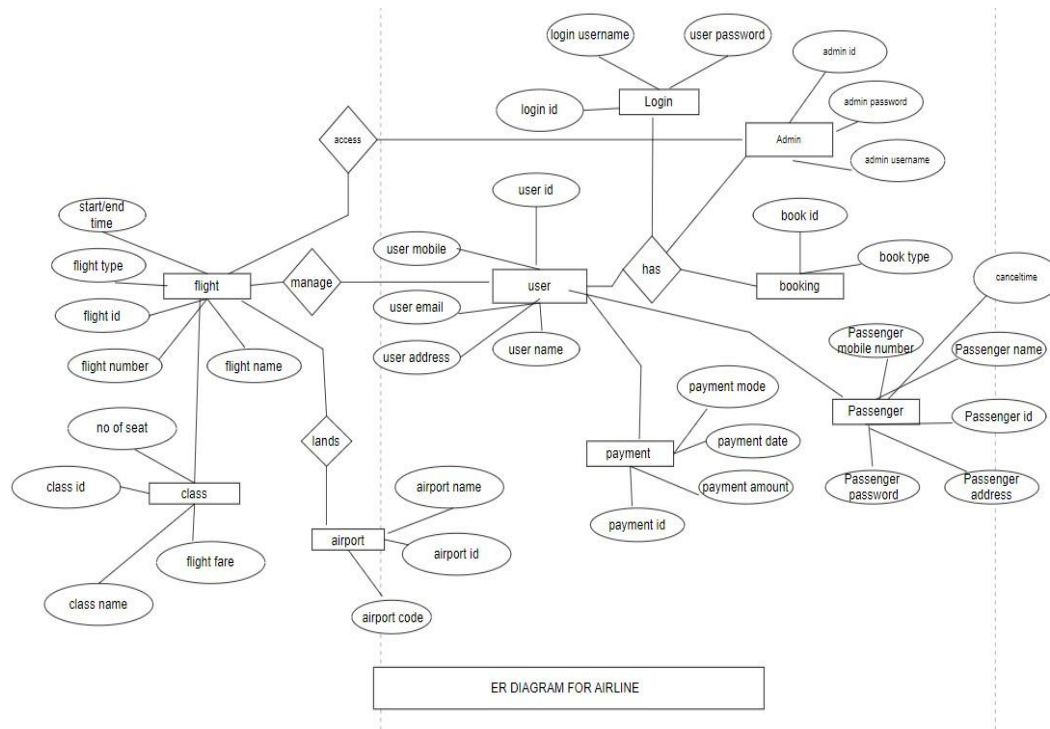 login username
user password
admin id
login id
Login
admin password
access
Admin
admin username
start/end
time
user id
book id
flight type
user mobile
has
book type
flight
manage
user
booking
canceltime
flight id
user email
Passenger
mobile number
Passenger name
flight number
flight name
user address
user name
payment mode
Passenger
Passenger id
no of seat
lands
payment date
payment
class id
class
airport name
payment amount
Passenger
password
Passenger
address
payment id
airport
airport id
flight fare
class name
airport code
ER DIAGRAM FOR AIRLINE